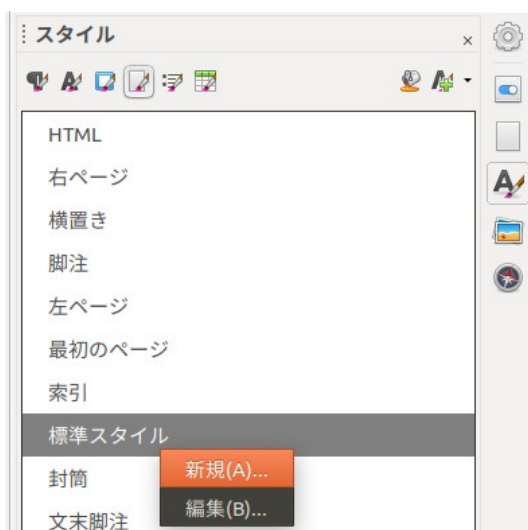 スタイル
HTML
右ページ
横置き
脚注
左ページ
最初のページ
索引
標準スタイル
新規(A)...
封筒
編集(B)...
文末脚注